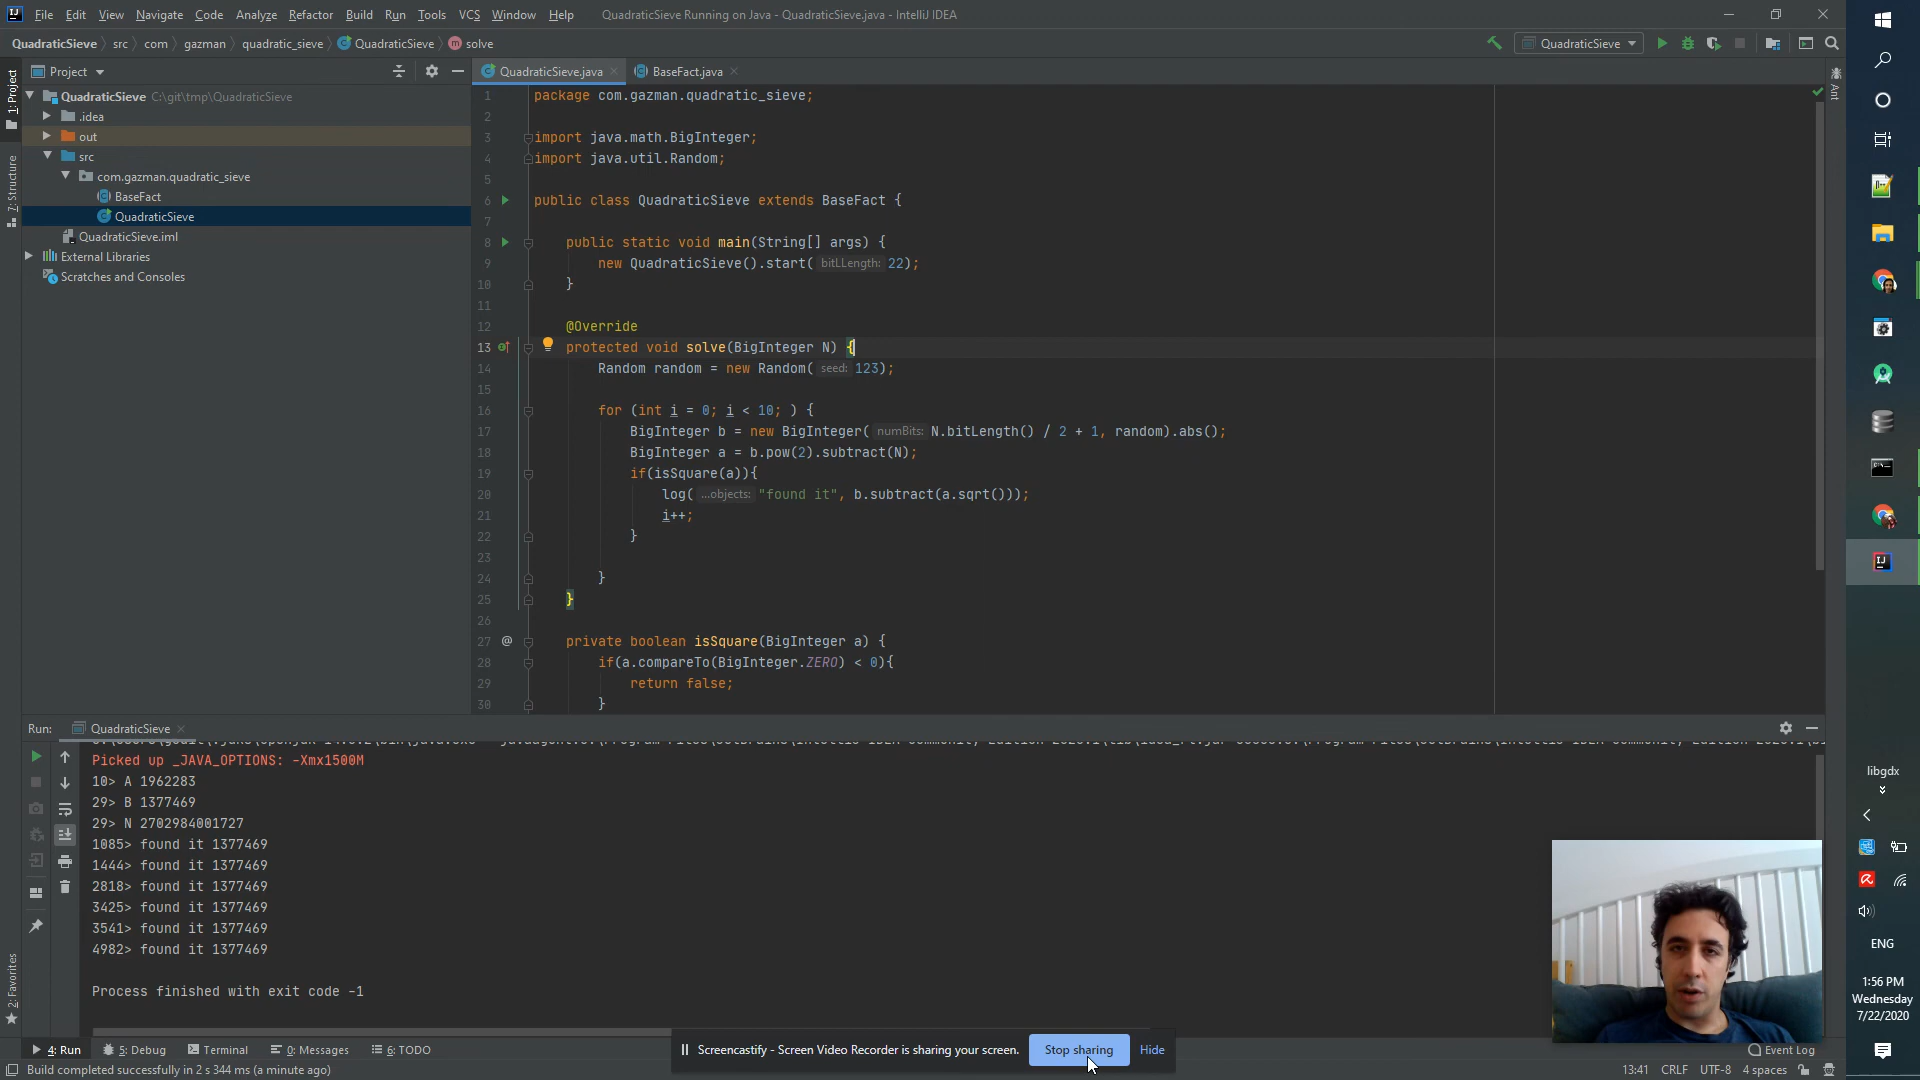 File Edit View Navigate Code Analyze Refactor Build Run Tools VCS Window Help QuadraticSieve Running on Java - QuadraticSieve.java - IntelliJ IDEA
QuadraticSieve src com gazman quadratic_sieve QuadraticSieve solve QuadraticSieve
Project
QuadraticSieve C:\git\tmp\QuadraticSieve
.idea
out
src
com.gazman.quadratic_sieve
BaseFact
QuadraticSieve
QuadraticSieve.iml
External Libraries
Scratches and Consoles
1: Project
7: Structure
2: Favorites
Ant
QuadraticSieve.java BaseFact.java
1 package com.gazman.quadratic_sieve;
2
3 import java.math.BigInteger;
4 import java.util.Random;
5
6 public class QuadraticSieve extends BaseFact {
7
8 public static void main(String[] args) {
9 new QuadraticSieve().start( bitLLength: 22);
10 }
11
12 @Override
13 protected void solve(BigInteger N) {
14 Random random = new Random( seed: 123);
15
16 for (int i = 0; i < 10; ) {
17 BigInteger b = new BigInteger( numBits: N.bitLength() / 2 + 1, random).abs();
18 BigInteger a = b.pow(2).subtract(N);
19 if(isSquare(a)){
20 log( ...objects: "found it", b.subtract(a.sqrt()));
21 i++;
22 }
23
24 }
25 }
26
27 @ private boolean isSquare(BigInteger a) {
28 if(a.compareTo(BigInteger.ZERO) < 0){
29 return false;
30 }
Run: QuadraticSieve
Picked up _JAVA_OPTIONS: -Xmx1500M
10> A 1962283
29> B 1377469
29> N 2702984001727
1085> found it 1377469
1444> found it 1377469
2818> found it 1377469
3425> found it 1377469
3541> found it 1377469
4982> found it 1377469
Process finished with exit code -1
Screencastify - Screen Video Recorder is sharing your screen. Stop sharing Hide
4: Run 5: Debug Terminal 0: Messages 6: TODO Event Log
Build completed successfully in 2 s 344 ms (a minute ago) 13:41 CRLF UTF-8 4 spaces
libgdx
ENG
1:56 PM
Wednesday
7/22/2020